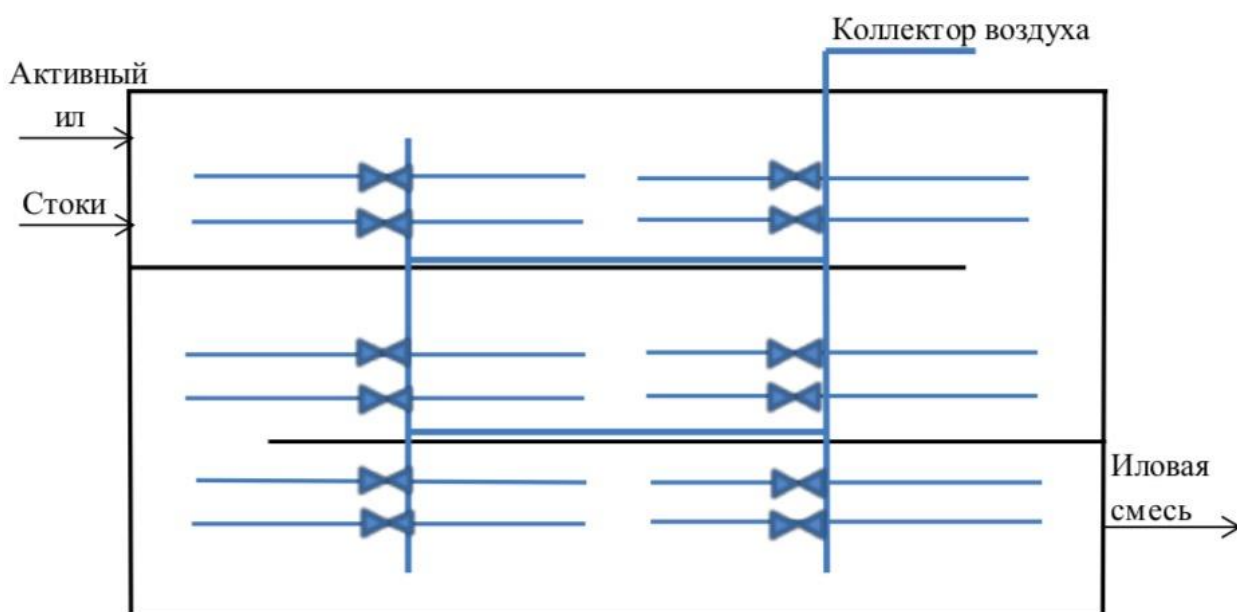 Коллектор воздуха
Активный
ил
Стоки
Иловая
смесь